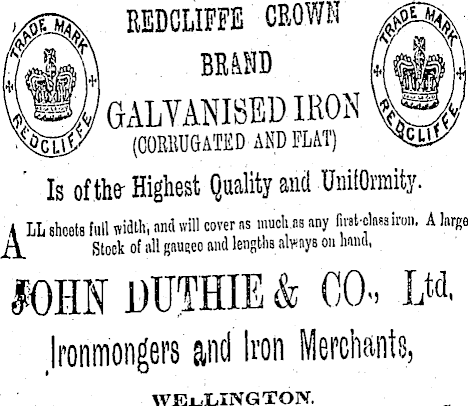 REDCLIFFE CROWN
BRAND
TRADE MARK
REDCLIFFE
TRADE MARK
REDCLIFFE
GALVANISED IRON
(CORRUGATED AND FLAT)
Is of the Highest Quality and Uniformity.
ALL sheets full width, and will cover as much as any first-class iron. A large
Stock of all gauges and lengths always on hand,
JOHN DUTHIE & CO., Ltd.
Ironmongers and Iron Merchants,
WELLINGTON.